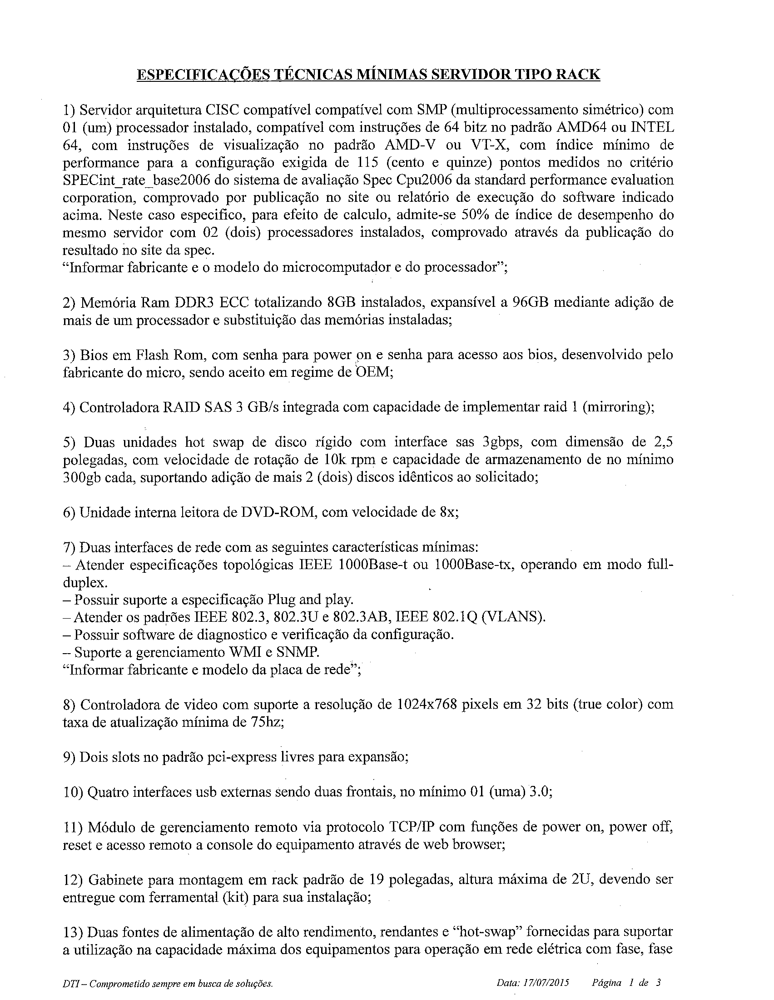 ESPECIFICAÇÕES TÉCNICAS MÍNIMAS SERVIDOR TIPO RACK
1) Servidor arquitetura CISC compatível compatível com SMP (multiprocessamento simétrico) com
01 (um) processador instalado, compatível com instruções de 64 bitz no padrão AMD64 ou INTEL
64, com instruções de visualização no padrão AMD-V ou VT-X, com índice mínimo de
performance para a configuração exigida de 115 (cento e quinze) pontos medidos no critério
SPECint_rate_base2006 do sistema de avaliação Spec Cpu2006 da standard performance evaluation
corporation, comprovado por publicação no site ou relatório de execução do software indicado
acima. Neste caso especifico, para efeito de calculo, admite-se 50% de índice de desempenho do
mesmo servidor com 02 (dois) processadores instalados, comprovado através da publicação do
resultado no site da spec.
“Informar fabricante e o modelo do microcomputador e do processador”;
2) Memória Ram DDR3 ECC totalizando 8GB instalados, expansível a 96GB mediante adição de
mais de um processador e substituição das memórias instaladas;
3) Bios em Flash Rom, com senha para power on e senha para acesso aos bios, desenvolvido pelo
fabricante do micro, sendo aceito em regime de OEM;
4) Controladora RAID SAS 3 GB/s integrada com capacidade de implementar raid 1 (mirroring);
5) Duas unidades hot swap de disco rígido com interface sas 3gbps, com dimensão de 2,5
polegadas, com velocidade de rotação de 10k rpm e capacidade de armazenamento de no mínimo
300gb cada, suportando adição de mais 2 (dois) discos idênticos ao solicitado;
6) Unidade interna leitora de DVD-ROM, com velocidade de 8x;
7) Duas interfaces de rede com as seguintes características mínimas:
– Atender especificações topológicas IEEE 1000Base-t ou 1000Base-tx, operando em modo full-
duplex.
– Possuir suporte a especificação Plug and play.
– Atender os padrões IEEE 802.3, 802.3U e 802.3AB, IEEE 802.1Q (VLANS).
– Possuir software de diagnostico e verificação da configuração.
– Suporte a gerenciamento WMI e SNMP.
“Informar fabricante e modelo da placa de rede”;
8) Controladora de video com suporte a resolução de 1024x768 pixels em 32 bits (true color) com
taxa de atualização mínima de 75hz;
9) Dois slots no padrão pci-express livres para expansão;
10) Quatro interfaces usb externas sendo duas frontais, no mínimo 01 (uma) 3.0;
11) Módulo de gerenciamento remoto via protocolo TCP/IP com funções de power on, power off,
reset e acesso remoto a console do equipamento através de web browser;
12) Gabinete para montagem em rack padrão de 19 polegadas, altura máxima de 2U, devendo ser
entregue com ferramental (kit) para sua instalação;
13) Duas fontes de alimentação de alto rendimento, rendantes e “hot-swap” fornecidas para suportar
a utilização na capacidade máxima dos equipamentos para operação em rede elétrica com fase, fase
DTI – Comprometido sempre em busca de soluções. Data: 17/07/2015 Página 1 de 3